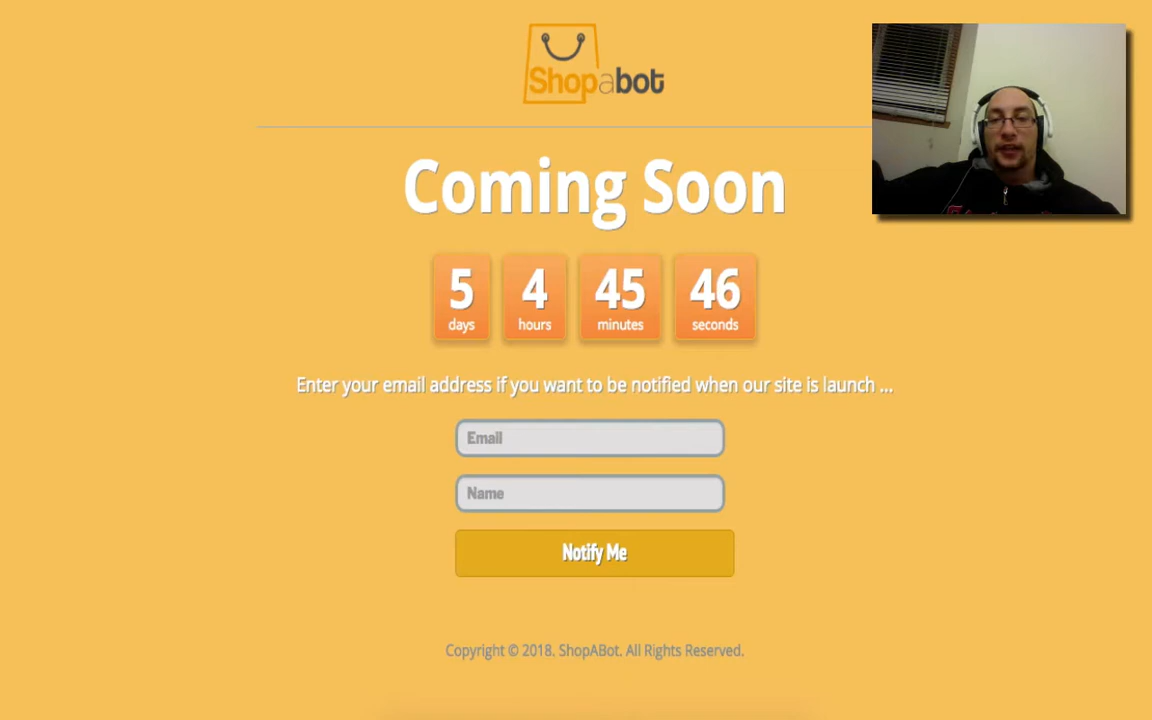 Shopabot
Coming Soon
5 4 45 46
days hours minutes seconds
Enter your email address if you want to be notified when our site is launch ...
Email
Name
Notify Me
Copyright © 2018. ShopABot. All Rights Reserved.